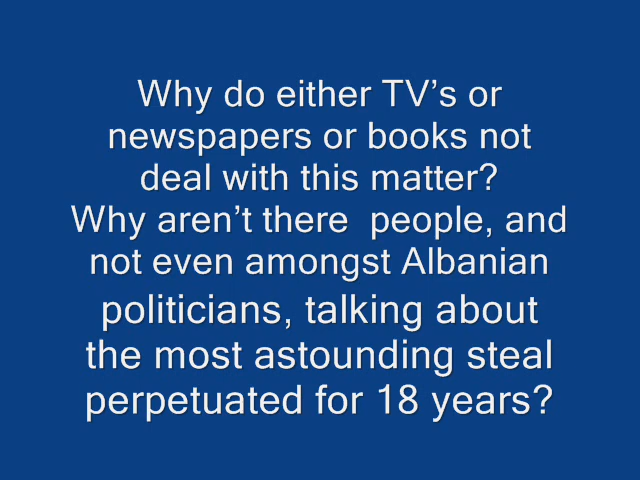 Why do either TV’s or
newspapers or books not
deal with this matter?
Why aren’t there  people, and
not even amongst Albanian
politicians, talking about
the most astounding steal
perpetuated for 18 years?